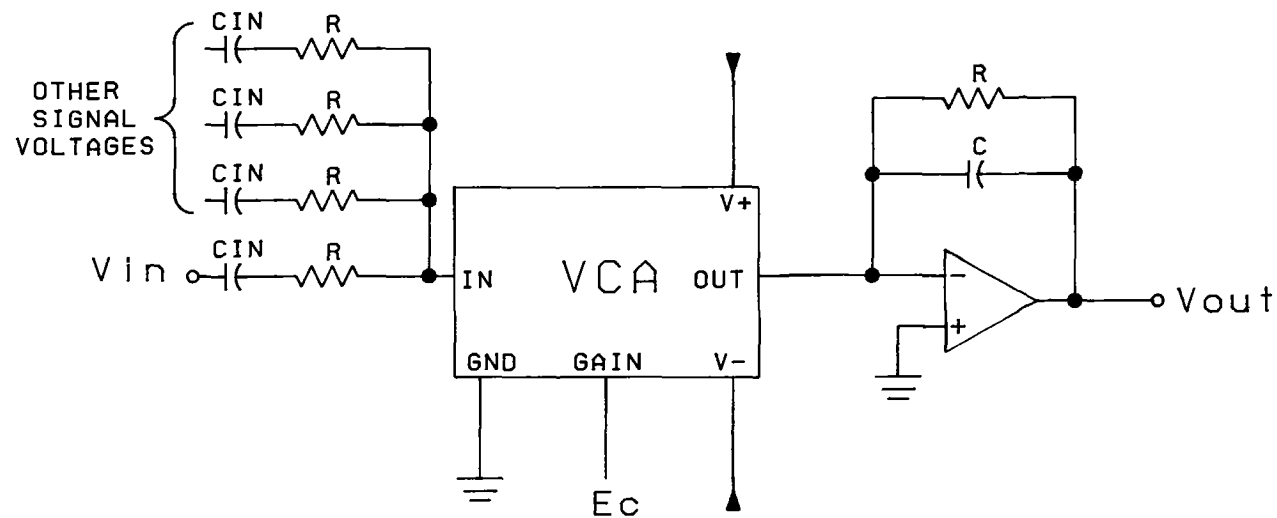 CIN
R
CIN
R
OTHER
SIGNAL
VOLTAGES
CIN
R
CIN
R
Vin
IN
VCA
OUT
V+
GND
GAIN
V-
Ec
R
C
-
+
Vout